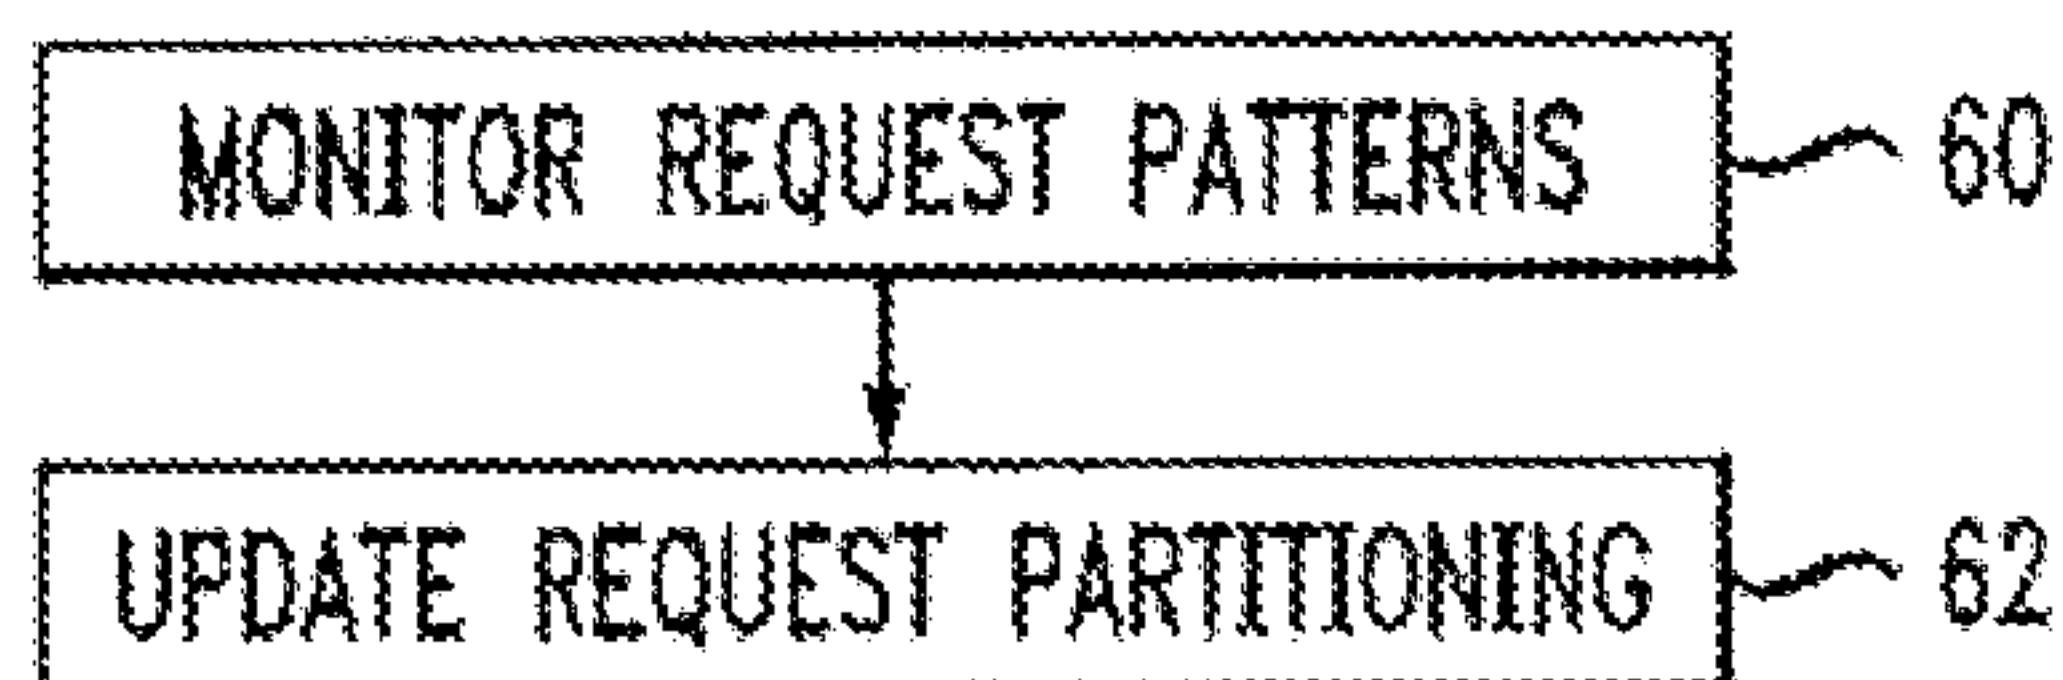 MONITOR REQUEST PATTERNS 60
UPDATE REQUEST PARTITIONING 62